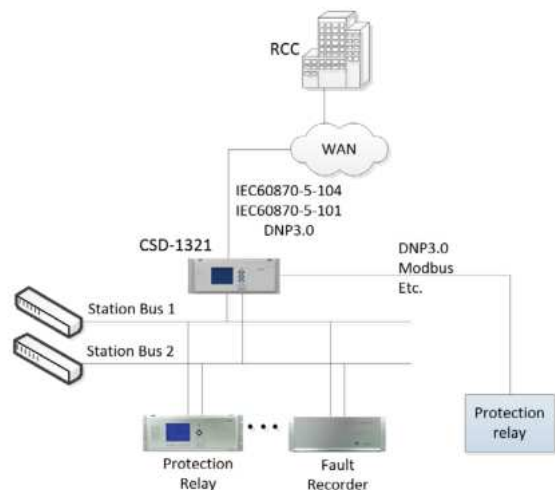 RCC
WAN
IEC60870-5-104
IEC60870-5-101
DNP3.0
CSD-1321
DNP3.0
Modbus
Etc.
Station Bus 1
Station Bus 2
Protection
relay
Protection
Relay
Fault
Recorder